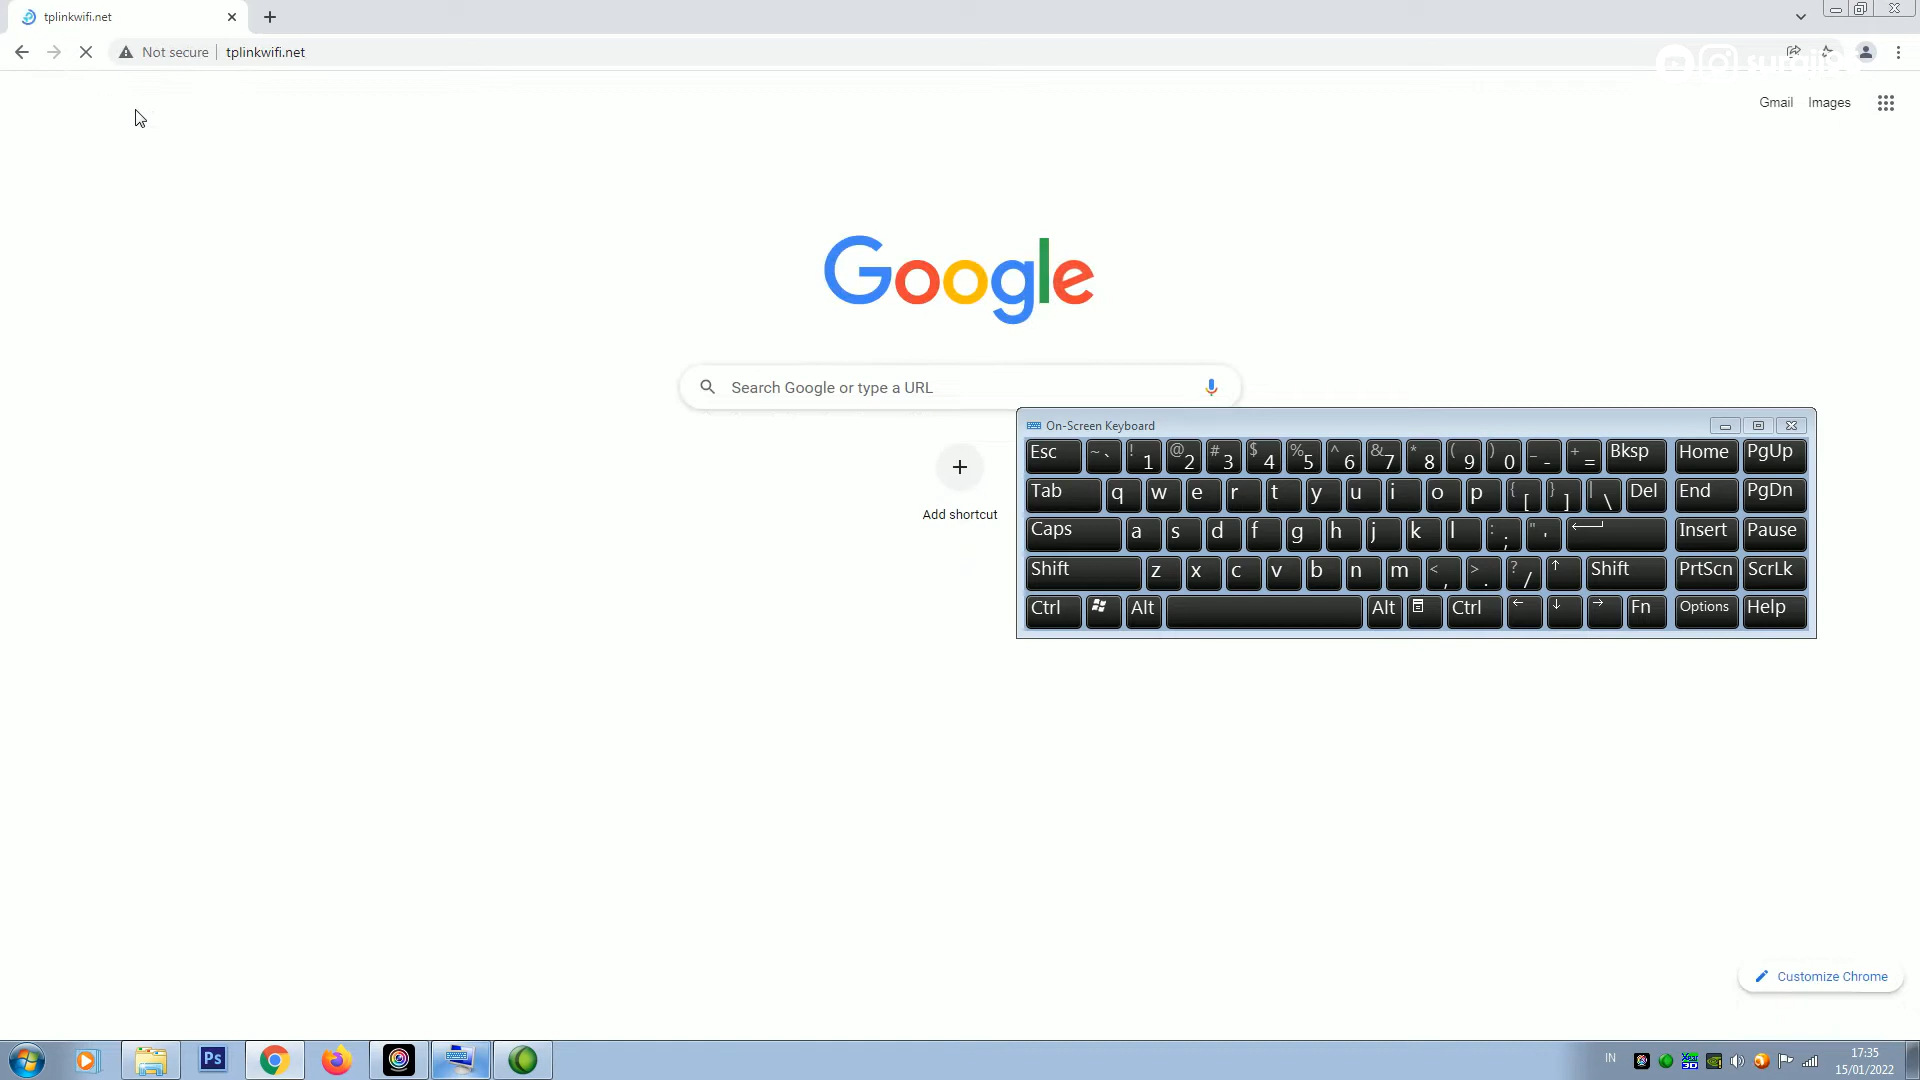 tplinkwifi.net
Not secure tplinkwifi.net
Gmail Images
Google
Search Google or type a URL
Add shortcut
On-Screen Keyboard
Esc ~ ` ! 1 @ 2 # 3 $ 4 % 5 ^ 6 & 7 * 8 ( 9 ) 0 _ - + = Bksp Home PgUp
Tab q w e r t y u i o p { [ } ] | \ Del End PgDn
Caps a s d f g h j k l : ; " ' Insert Pause
Shift z x c v b n m < , > . ? / ↑ Shift PrtScn ScrLk
Ctrl Alt Alt Ctrl ← ↓ → Fn Options Help
Customize Chrome
Ps
IN
17:35
15/01/2022